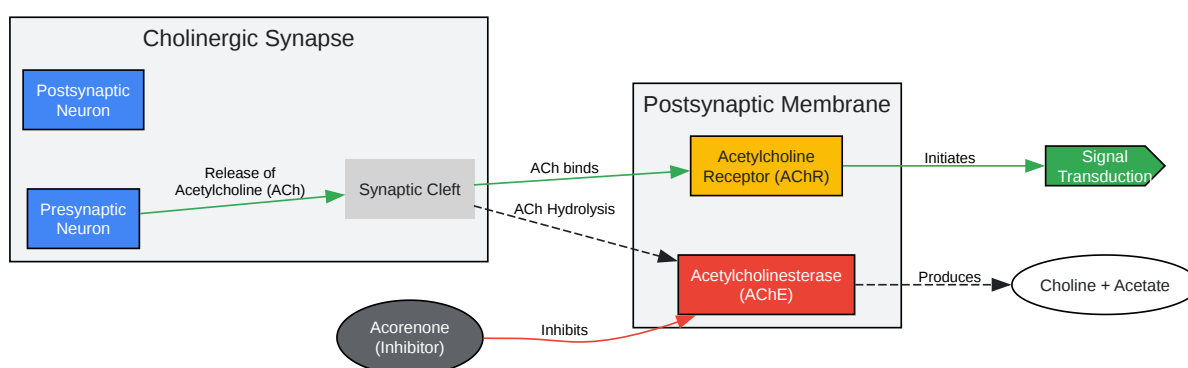 Cholinergic Synapse
Postsynaptic
Neuron
Presynaptic
Neuron
Release of
Acetylcholine (ACh)
Synaptic Cleft
ACh binds
ACh Hydrolysis
Postsynaptic Membrane
Acetylcholine
Receptor (AChR)
Acetylcholinesterase
(AChE)
Initiates
Signal
Transduction
Produces
Choline + Acetate
Acorenone
(Inhibitor)
Inhibits